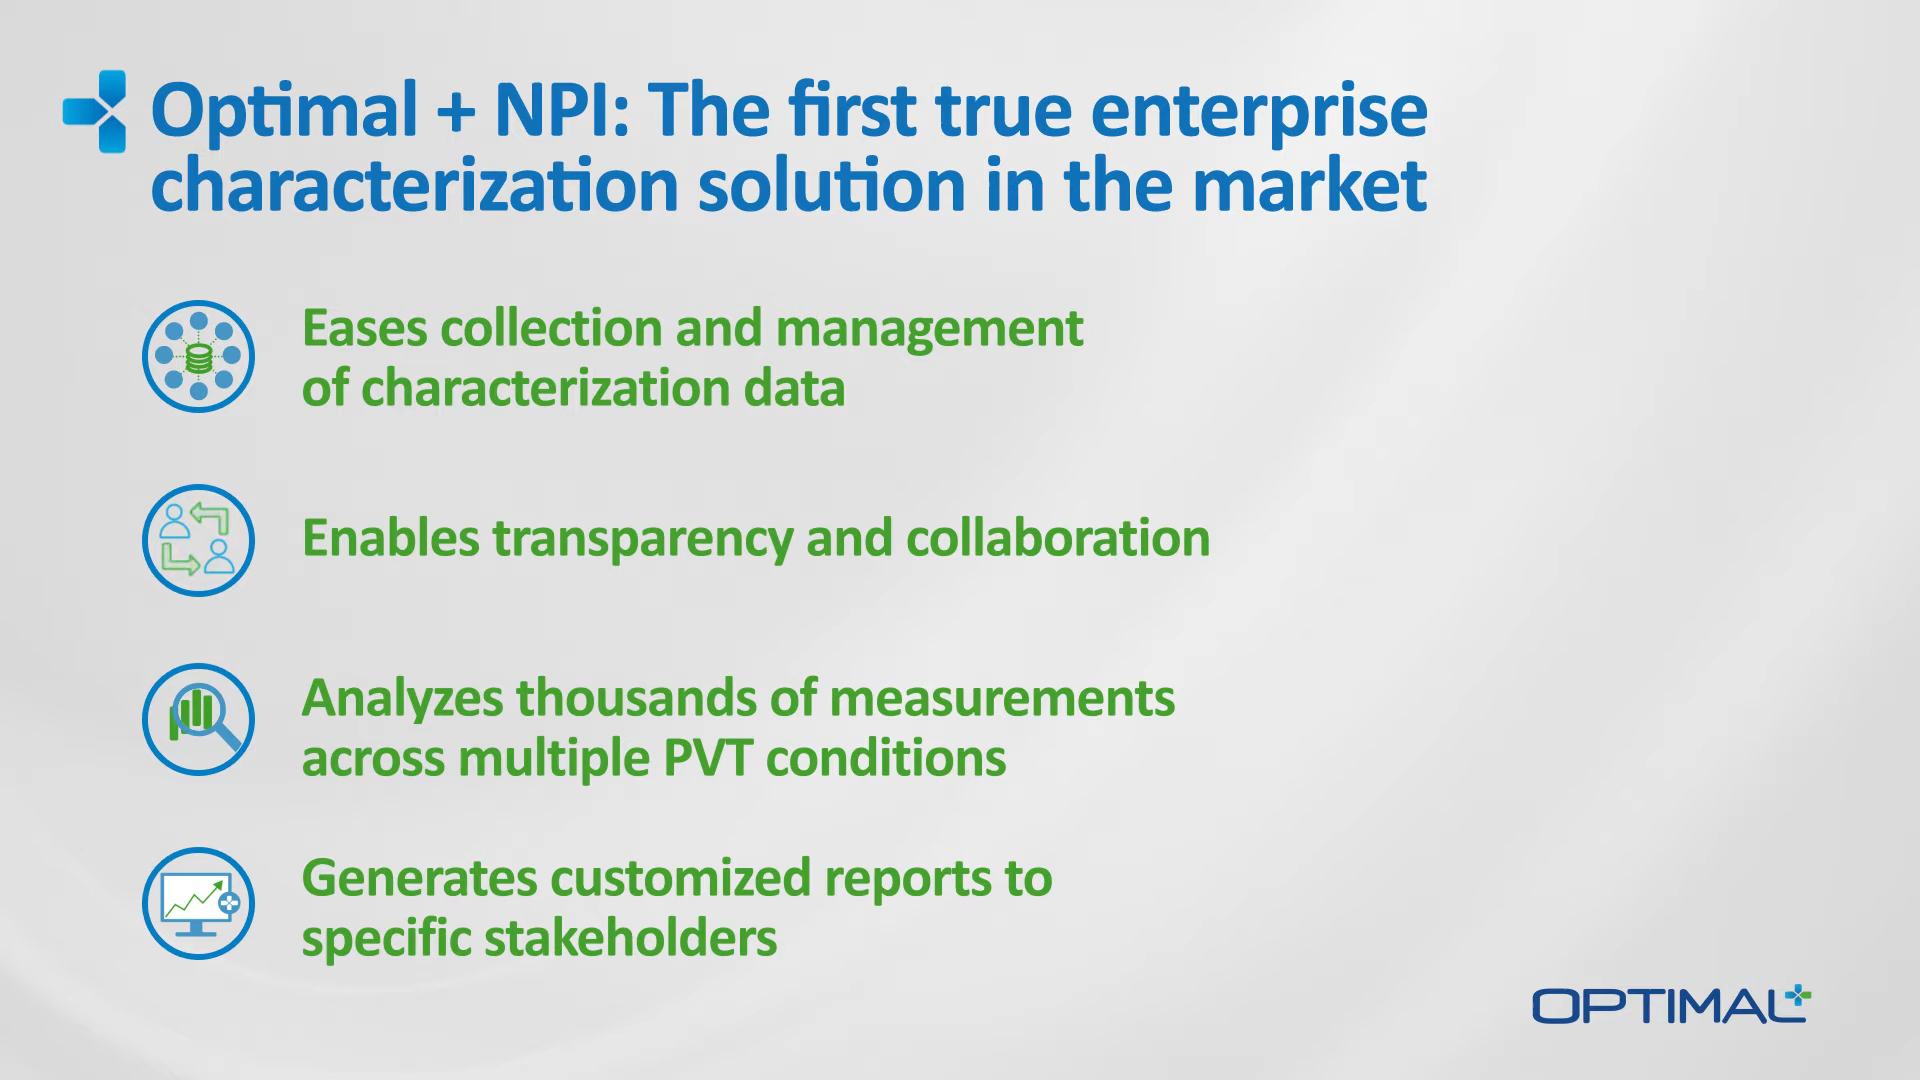 Optimal + NPI: The first true enterprise
characterization solution in the market
Eases collection and management
of characterization data
Enables transparency and collaboration
Analyzes thousands of measurements
across multiple PVT conditions
Generates customized reports to
specific stakeholders
OPTIMAL+